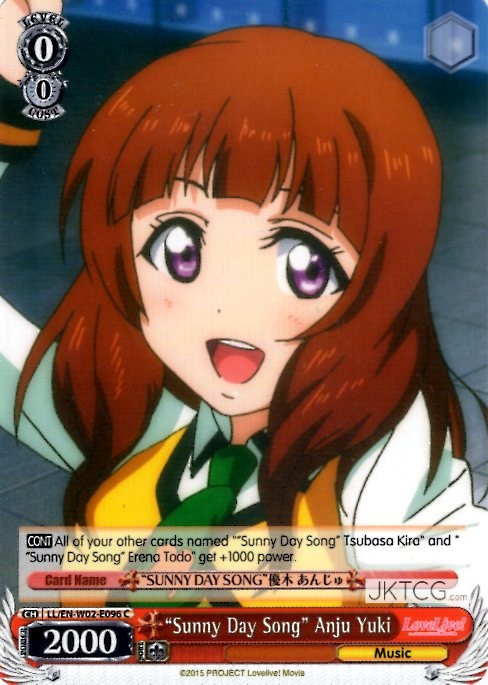 LEVEL
0
0
COST
CONT All of your other cards named ""Sunny Day Song" Tsubasa Kira" and "
"Sunny Day Song" Erena Todo" get +1000 power.
Card Name "SUNNY DAY SONG"優木 あんじゅ
JKTCG.com
CH LL/EN-W02-E096 C
"Sunny Day Song" Anju Yuki
LoveLive!
POWER
2000
SOUL
Music
©2015 PROJECT Lovelive! Movie